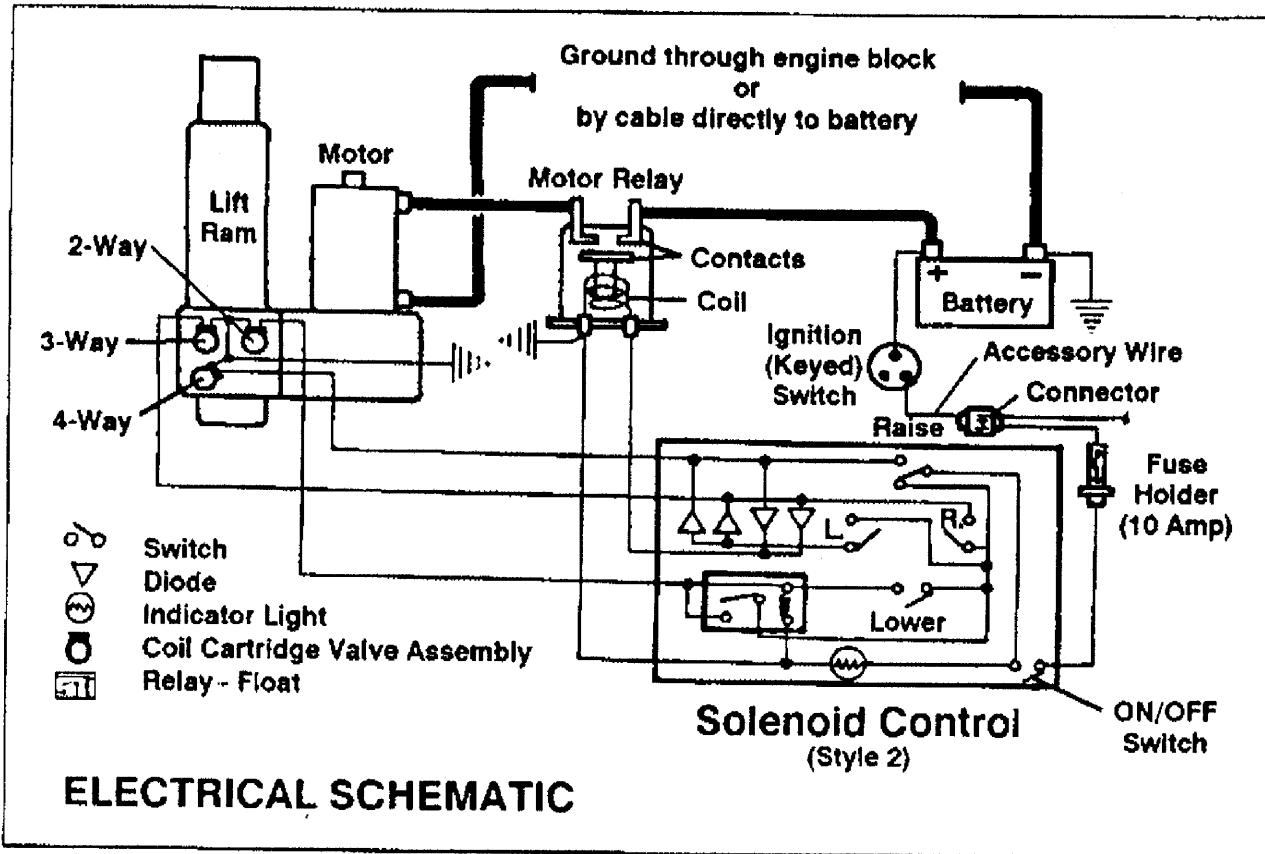 Ground through engine block
or
by cable directly to battery
Motor
Motor Relay
Lift
Ram
2-Way
3-Way
4-Way
Contacts
Coil
+
−
Battery
Ignition
(Keyed)
Switch
Accessory Wire
Connector
Raise
Fuse
Holder
(10 Amp)
L.
R.
Lower
Switch
Diode
Indicator Light
Coil Cartridge Valve Assembly
Relay - Float
ON/OFF
Switch
Solenoid Control
(Style 2)
ELECTRICAL SCHEMATIC